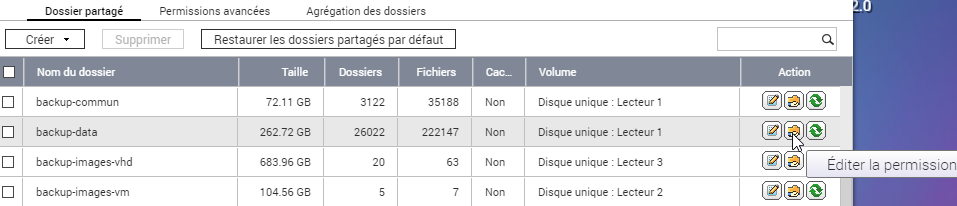 Dossier partagé Permissions avancées Agrégation des dossiers
2.0
Créer Supprimer Restaurer les dossiers partagés par défaut
Nom du dossier Taille Dossiers Fichiers Cac... Volume Action
backup-commun 72.11 GB 3122 35188 Non Disque unique : Lecteur 1
backup-data 262.72 GB 26022 222147 Non Disque unique : Lecteur 1
backup-images-vhd 683.96 GB 20 63 Non Disque unique : Lecteur 3
Éditer la permission
backup-images-vm 104.56 GB 5 7 Non Disque unique : Lecteur 2